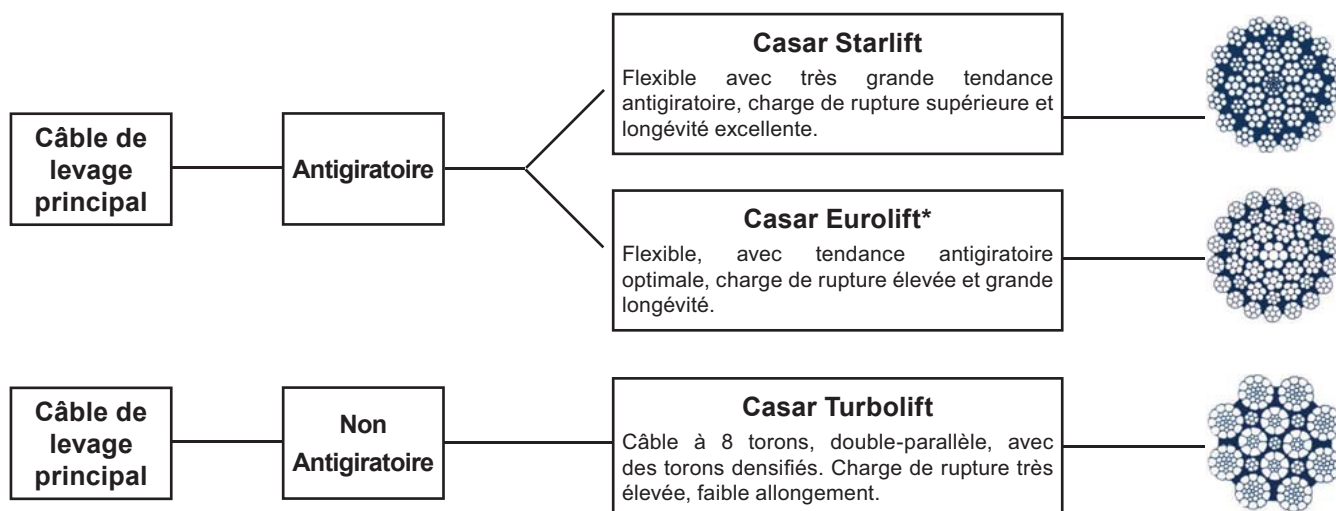 Casar Starlift
Flexible avec très grande tendance
antigiratoire, charge de rupture supérieure et
longévité excellente.
Câble de
levage
principal
Antigiratoire
Casar Eurolift*
Flexible, avec tendance antigiratoire
optimale, charge de rupture élevée et grande
longévité.
Câble de
levage
principal
Non
Antigiratoire
Casar Turbolift
Câble à 8 torons, double-parallèle, avec
des torons densifiés. Charge de rupture très
élevée, faible allongement.